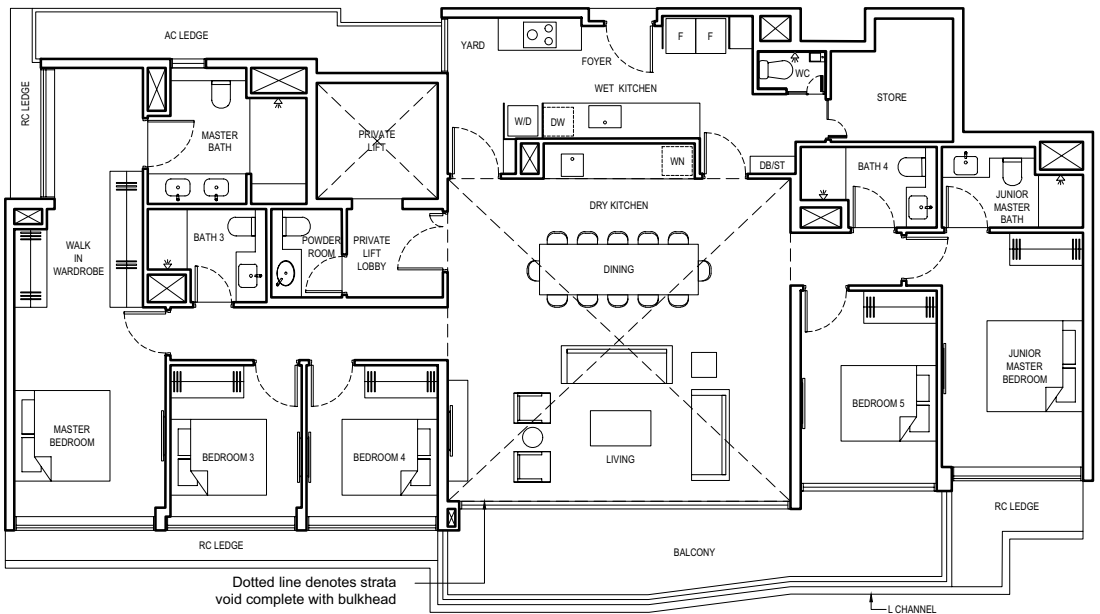 AC LEDGE
YARD
FOYER
F
F
WET KITCHEN
WC
STORE
RC LEDGE
MASTER
BATH
PRIVATE
LIFT
W/D
DW
WN
DB/ST
BATH 4
JUNIOR
MASTER
BATH
DRY KITCHEN
WALK
IN
WARDROBE
BATH 3
POWDER
ROOM
PRIVATE
LIFT
LOBBY
DINING
MASTER
BEDROOM
BEDROOM 3
BEDROOM 4
LIVING
BEDROOM 5
JUNIOR
MASTER
BEDROOM
RC LEDGE
RC LEDGE
BALCONY
Dotted line denotes strata
void complete with bulkhead
L CHANNEL